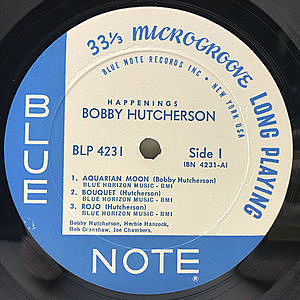 33 1/3 MICROGROOVE LONG PLAYING
BLUE NOTE RECORDS INC • NEW YORK USA
HAPPENINGS
BOBBY HUTCHERSON
BLP 4231
Side 1
(BN 4231-A)
1. AQUARIAN MOON (Bobby Hutcherson)
BLUE HORIZON MUSIC - BMI
2. BOUQUET (Hutcherson)
BLUE HORIZON MUSIC - BMI
3. ROJO (Hutcherson)
BLUE HORIZON MUSIC - BMI
Bobby Hutcherson, Herbie Hancock,
Bob Cranshaw, Joe Chambers.
BLUE
NOTE®